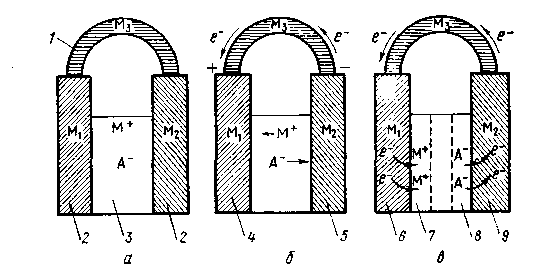 1
M₃
M₁
M⁺
A⁻
M₂
2
3
2
а
e⁻
M₃
e⁻
+
−
M₁
M⁺
A⁻
M₂
4
5
б
e⁻
M₃
e⁻
M₁
M₂
e⁻
M⁺
A⁻
e⁻
e⁻
M⁺
A⁻
e⁻
6
7
8
9
в